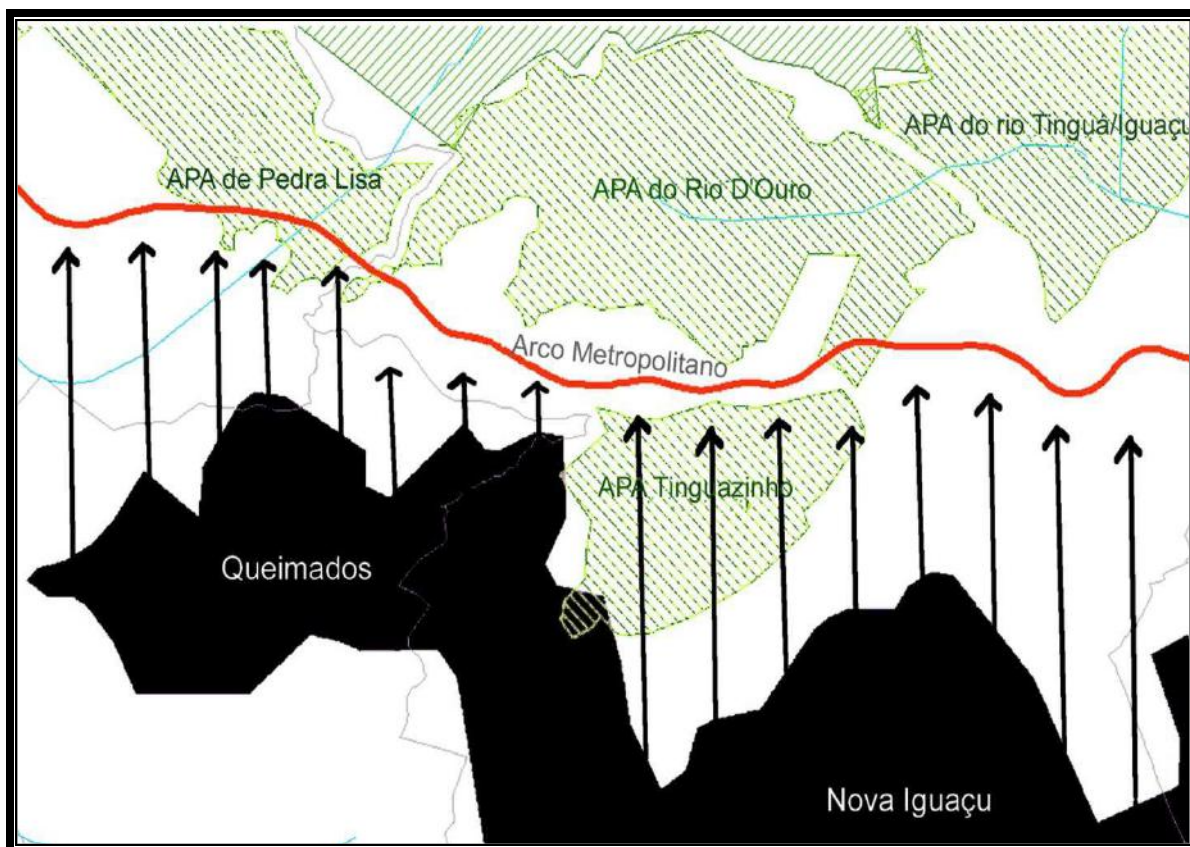 APA do rio Tinguá/Iguaçu
APA de Pedra Lisa
APA do Rio D'Ouro
Arco Metropolitano
APA Tinguazinho
Queimados
Nova Iguaçu